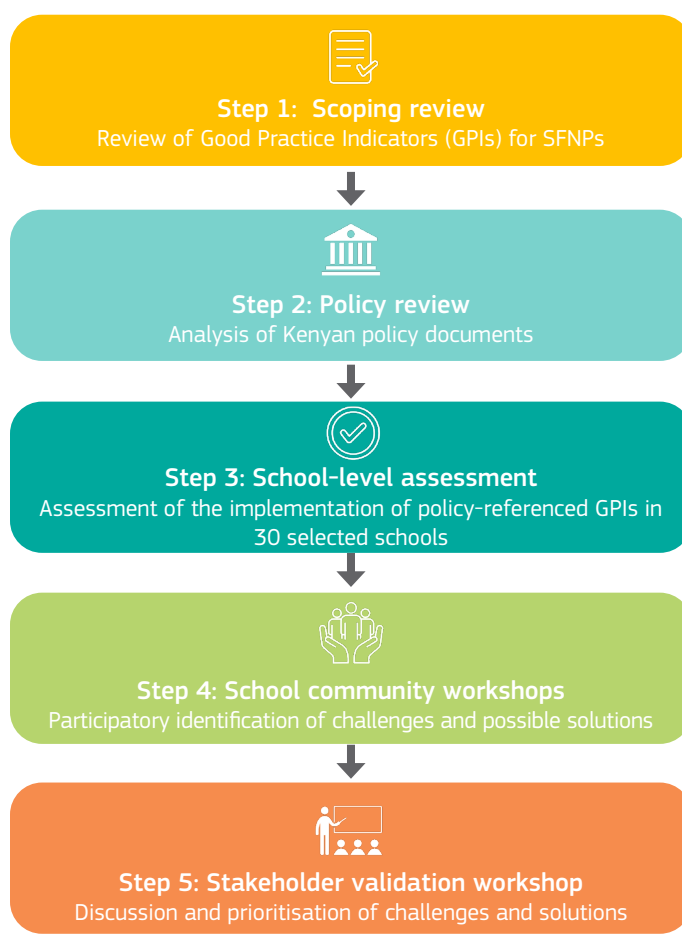 Step 1:  Scoping review
Review of Good Practice Indicators (GPIs) for SFNPs
Step 2: Policy review
Analysis of Kenyan policy documents
Step 3: School-level assessment
Assessment of the implementation of policy-referenced GPIs in
30 selected schools
Step 4: School community workshops
Participatory identification of challenges and possible solutions
Step 5: Stakeholder validation workshop
Discussion and prioritisation of challenges and solutions